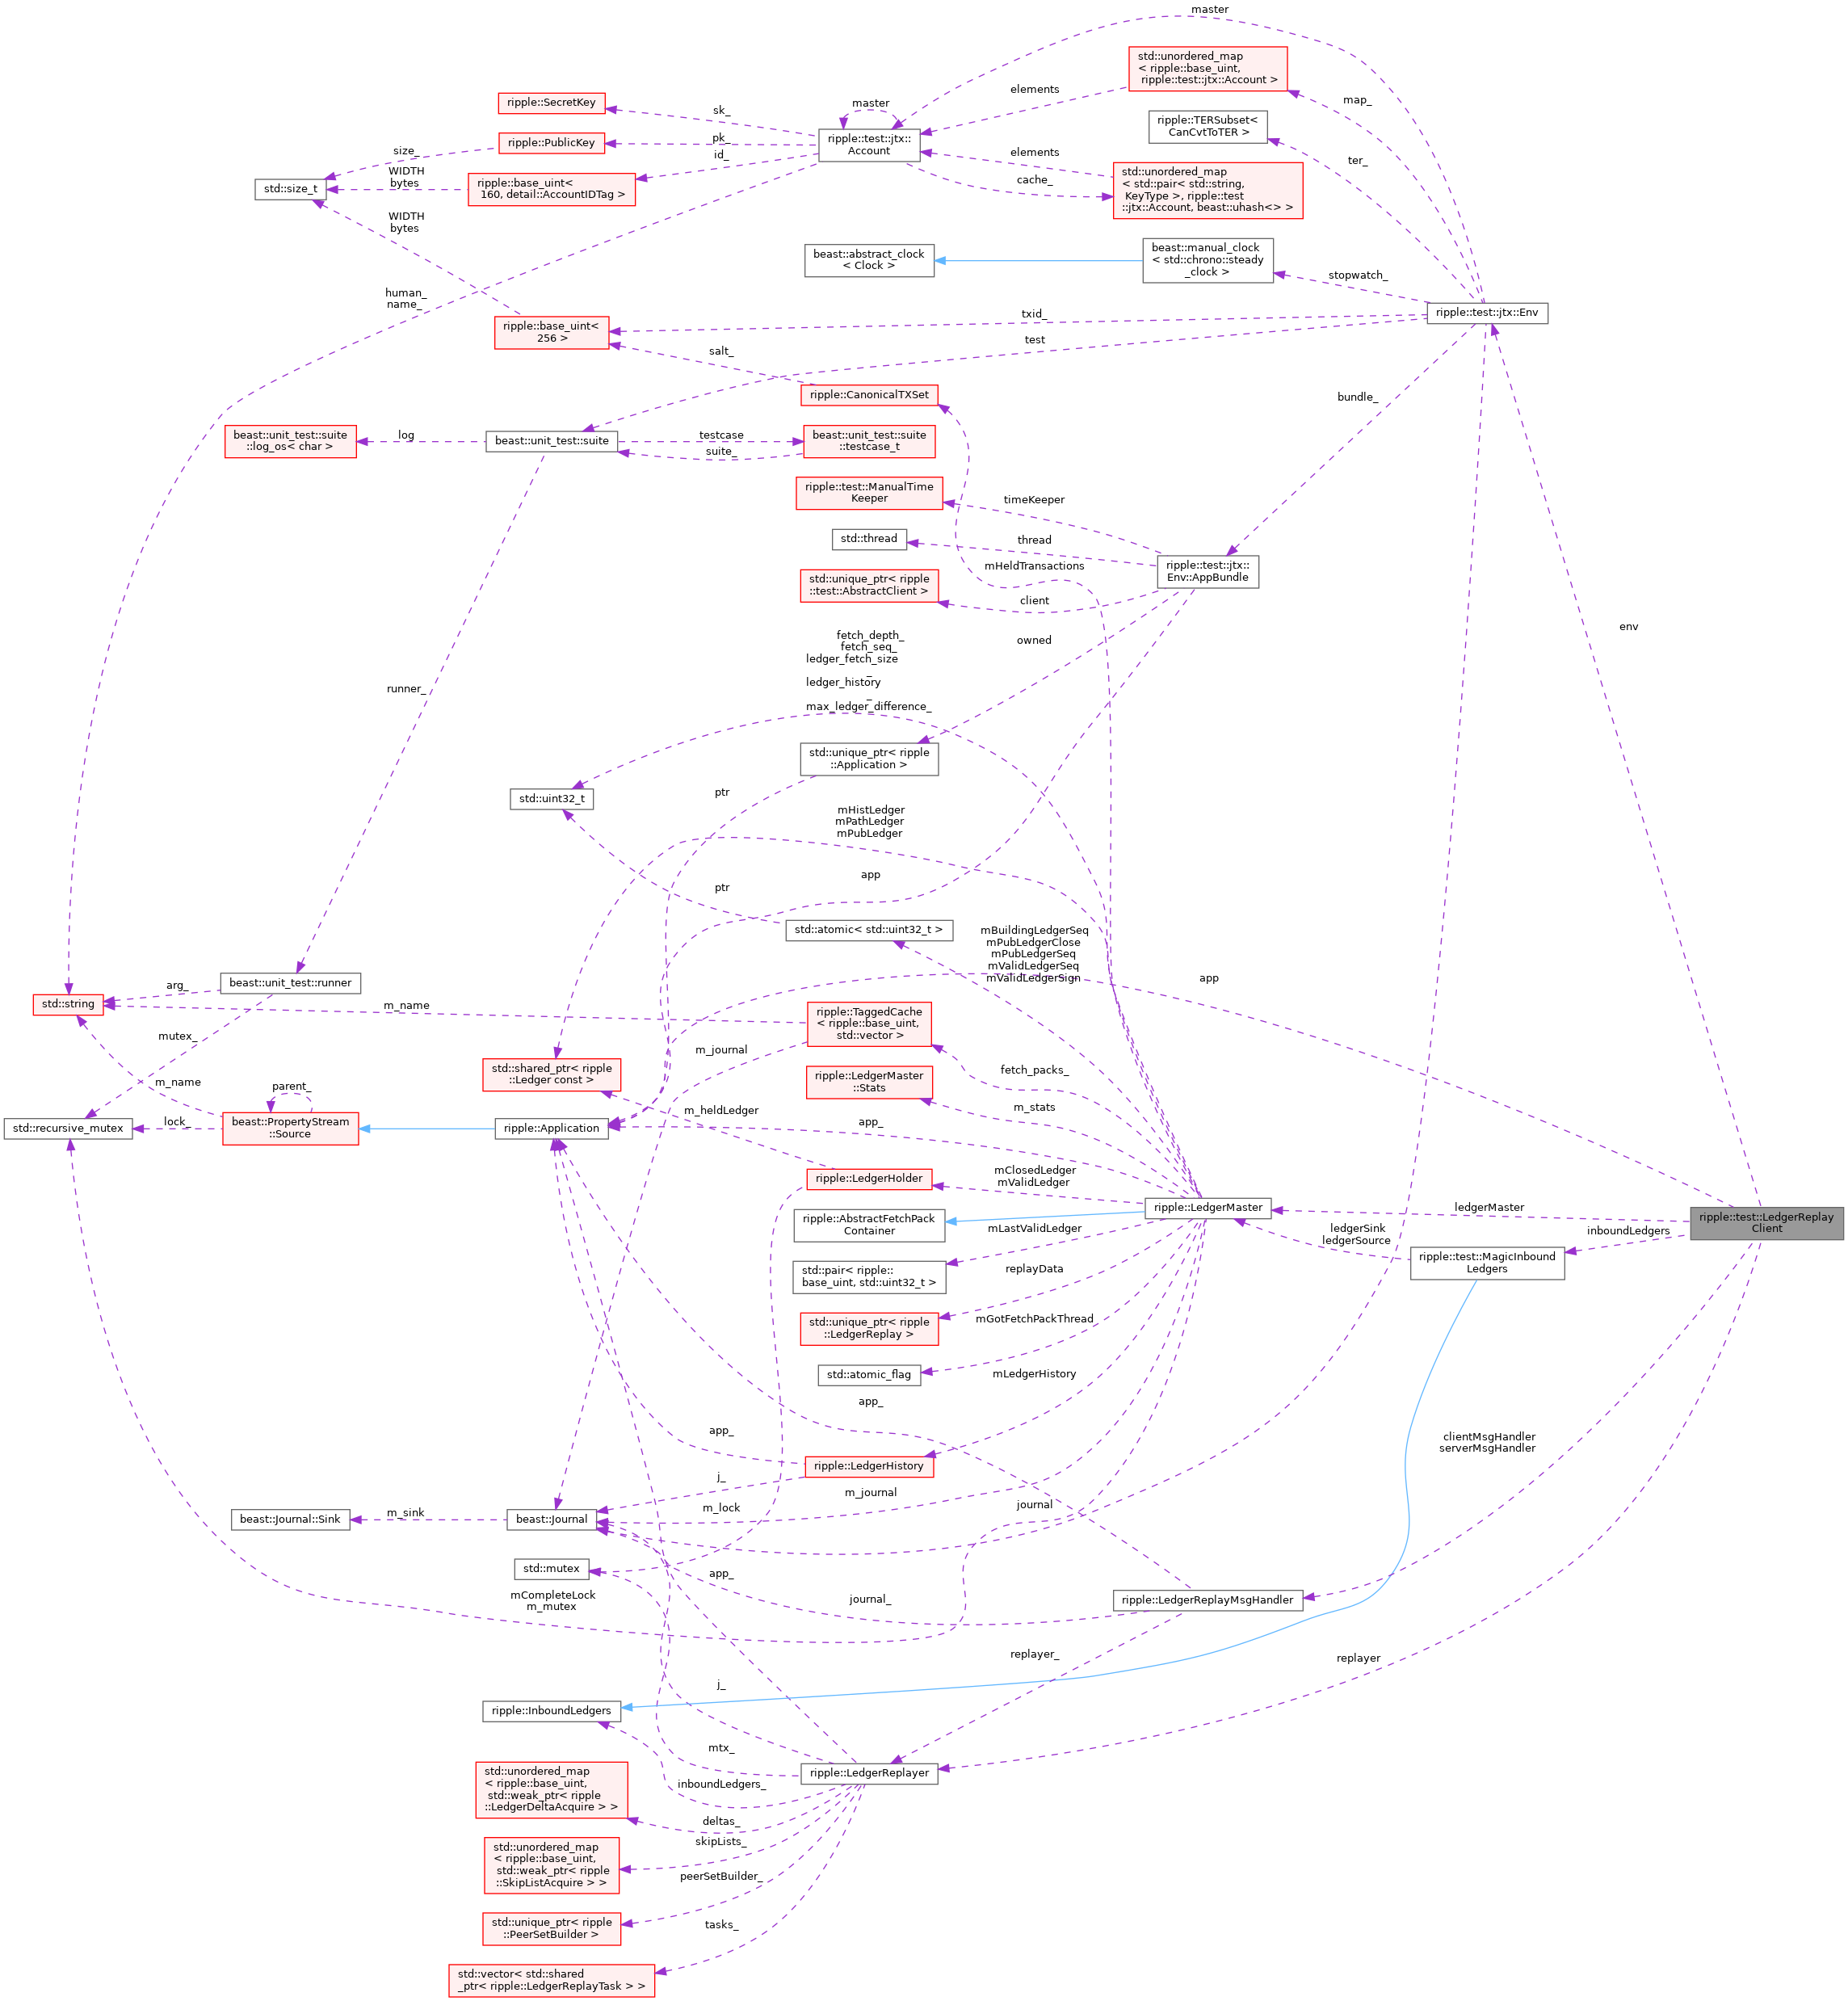 master
std::unordered_map
< ripple::base_uint,
ripple::test::jtx::Account >
elements
map_
ripple::SecretKey
sk_
master
ripple::TERSubset<
CanCvtToTER >
ripple::PublicKey
pk_
ripple::test::jtx::
Account
size_
id_
elements
ter_
std::size_t
WIDTH
bytes
ripple::base_uint<
160, detail::AccountIDTag >
cache_
std::unordered_map
< std::pair< std::string,
KeyType >, ripple::test
::jtx::Account, beast::uhash<> >
WIDTH
bytes
beast::abstract_clock
< Clock >
beast::manual_clock
< std::chrono::steady
_clock >
stopwatch_
human_
name_
ripple::base_uint<
256 >
txid_
ripple::test::jtx::Env
test
salt_
ripple::CanonicalTXSet
bundle_
beast::unit_test::suite
::log_os< char >
log
beast::unit_test::suite
testcase
suite_
beast::unit_test::suite
::testcase_t
ripple::test::ManualTime
Keeper
timeKeeper
std::thread
thread
mHeldTransactions
ripple::test::jtx::
Env::AppBundle
std::unique_ptr< ripple
::test::AbstractClient >
client
env
fetch_depth_
fetch_seq_
ledger_fetch_size
_
ledger_history
_
max_ledger_difference_
owned
runner_
std::unique_ptr< ripple
::Application >
std::uint32_t
ptr
mHistLedger
mPathLedger
mPubLedger
app
ptr
std::atomic< std::uint32_t >
mBuildingLedgerSeq
mPubLedgerClose
mPubLedgerSeq
mValidLedgerSeq
mValidLedgerSign
app
beast::unit_test::runner
arg_
std::string
m_name
ripple::TaggedCache
< ripple::base_uint,
std::vector >
mutex_
m_journal
std::shared_ptr< ripple
::Ledger const >
fetch_packs_
ripple::LedgerMaster
::Stats
m_name
parent_
m_stats
m_heldLedger
std::recursive_mutex
lock_
beast::PropertyStream
::Source
ripple::Application
app_
ripple::LedgerHolder
mClosedLedger
mValidLedger
ripple::LedgerMaster
ledgerMaster
ripple::test::LedgerReplay
Client
ripple::AbstractFetchPack
Container
mLastValidLedger
ledgerSink
ledgerSource
inboundLedgers
ripple::test::MagicInbound
Ledgers
std::pair< ripple::
base_uint, std::uint32_t >
replayData
std::unique_ptr< ripple
::LedgerReplay >
mGotFetchPackThread
std::atomic_flag
mLedgerHistory
app_
app_
clientMsgHandler
serverMsgHandler
ripple::LedgerHistory
j_
m_journal
m_lock
journal
beast::Journal::Sink
m_sink
beast::Journal
std::mutex
app_
mCompleteLock
m_mutex
journal_
ripple::LedgerReplayMsgHandler
replayer_
replayer
j_
ripple::InboundLedgers
mtx_
ripple::LedgerReplayer
inboundLedgers_
std::unordered_map
< ripple::base_uint,
std::weak_ptr< ripple
::LedgerDeltaAcquire > >
deltas_
skipLists_
std::unordered_map
< ripple::base_uint,
std::weak_ptr< ripple
::SkipListAcquire > >
peerSetBuilder_
std::unique_ptr< ripple
::PeerSetBuilder >
tasks_
std::vector< std::shared
_ptr< ripple::LedgerReplayTask > >